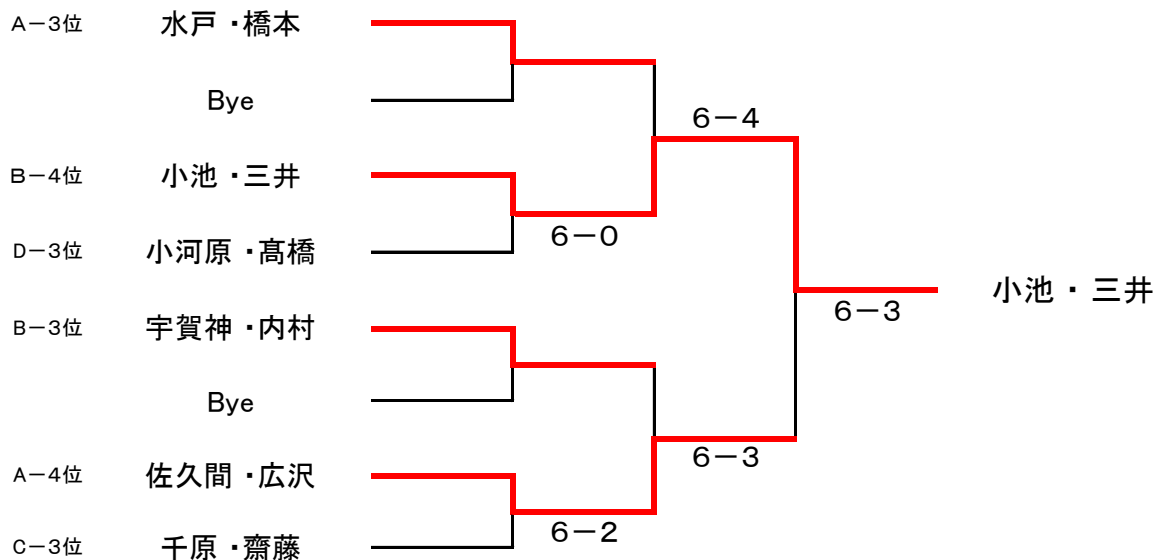 A－3位 水戸・橋本
Bye
6－4
B－4位 小池・三井
6－0
D－3位 小河原・髙橋
小池・三井
6－3
B－3位 宇賀神・内村
Bye
6－3
A－4位 佐久間・広沢
6－2
C－3位 千原・齋藤